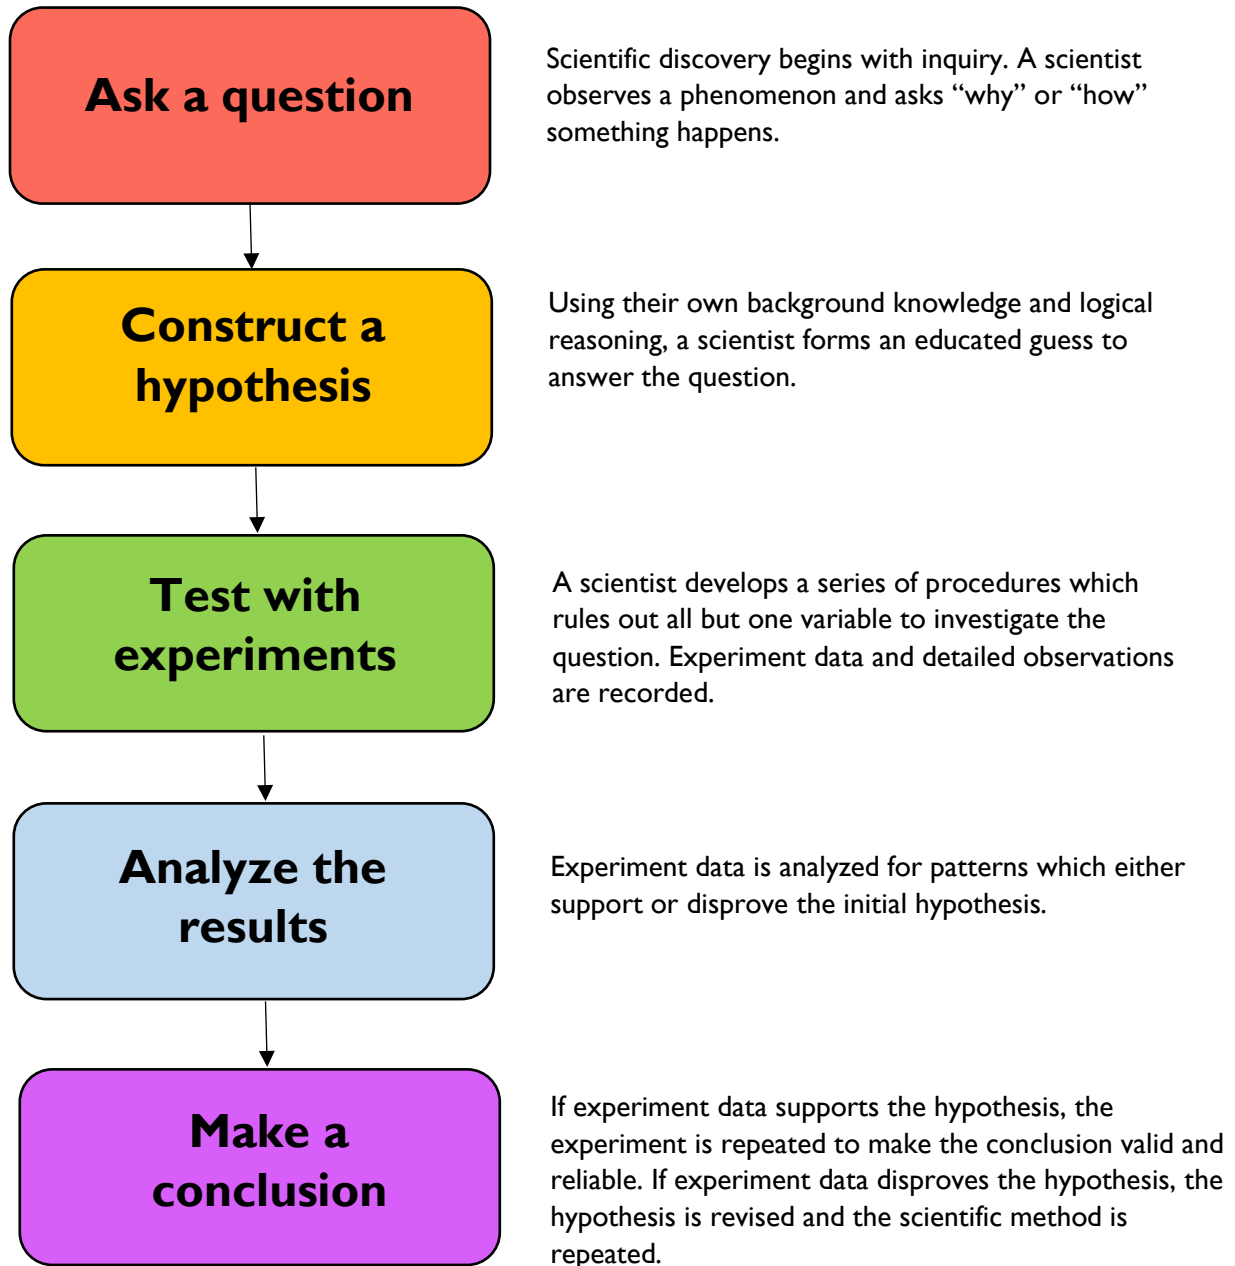 Ask a question
Scientific discovery begins with inquiry. A scientist
observes a phenomenon and asks “why” or “how”
something happens.
Construct a
hypothesis
Using their own background knowledge and logical
reasoning, a scientist forms an educated guess to
answer the question.
Test with
experiments
A scientist develops a series of procedures which
rules out all but one variable to investigate the
question. Experiment data and detailed observations
are recorded.
Analyze the
results
Experiment data is analyzed for patterns which either
support or disprove the initial hypothesis.
Make a
conclusion
If experiment data supports the hypothesis, the
experiment is repeated to make the conclusion valid and
reliable. If experiment data disproves the hypothesis, the
hypothesis is revised and the scientific method is
repeated.